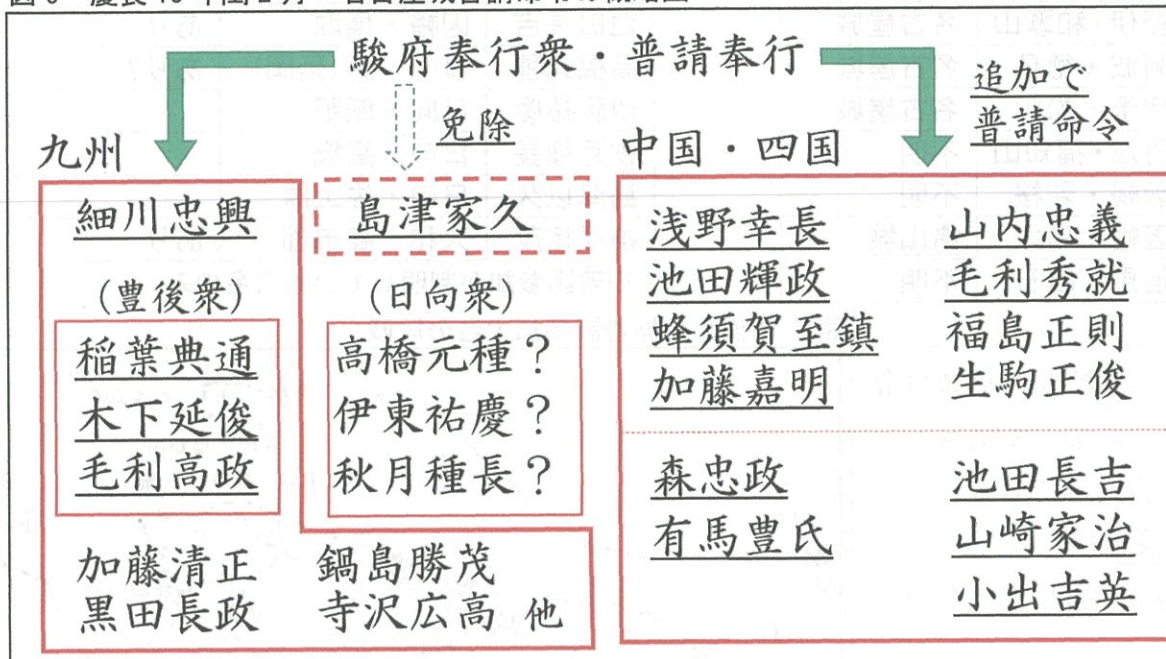 駿府奉行衆・普請奉行
追加で
普請命令
免除
九州
中国・四国
細川忠興
島津家久
(豊後衆)
(日向衆)
稲葉典通
高橋元種?
木下延俊
伊東祐慶?
毛利高政
秋月種長?
加藤清正
鍋島勝茂
黒田長政
寺沢広高 他
浅野幸長
山内忠義
池田輝政
毛利秀就
蜂須賀至鎮
福島正則
加藤嘉明
生駒正俊
森忠政
池田長吉
有馬豊氏
山崎家治
小出吉英